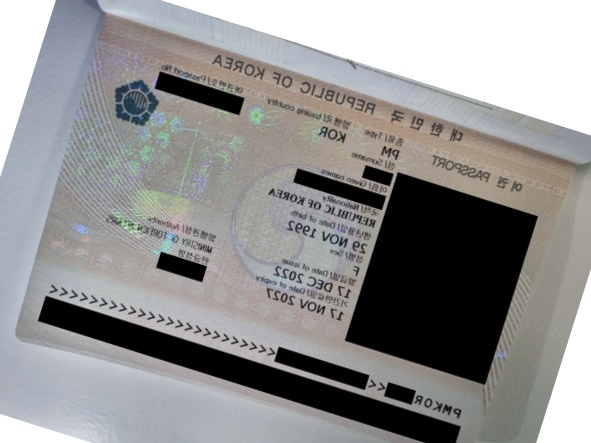 대한민국 REPUBLIC OF KOREA
여권 PASSPORT
종류/ Type
발행국/ Issuing country
여권번호/ Passport No.
PM
KOR
성/ Surname
이름/ Given names
국적/ Nationality
REPUBLIC OF KOREA
생년월일/ Date of birth
29 NOV 1992
성별/ Sex
F
발급일/ Date of issue
17 DEC 2022
기간만료일/ Date of expiry
17 NOV 2027
발행관청/ Authority
MINISTRY OF FOREIGN AFFAIRS
한글성명
PMKOR
<<
<<<<<<<<<<<<<<<<<<<<<<<